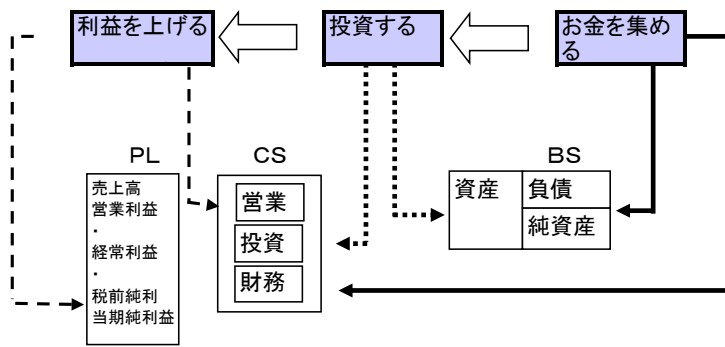 利益を上げる
投資する
お金を集め
る
PL
CS
BS
売上高
営業利益
・
経常利益
・
税前純利
当期純利益
営業
投資
財務
資産
負債
純資産